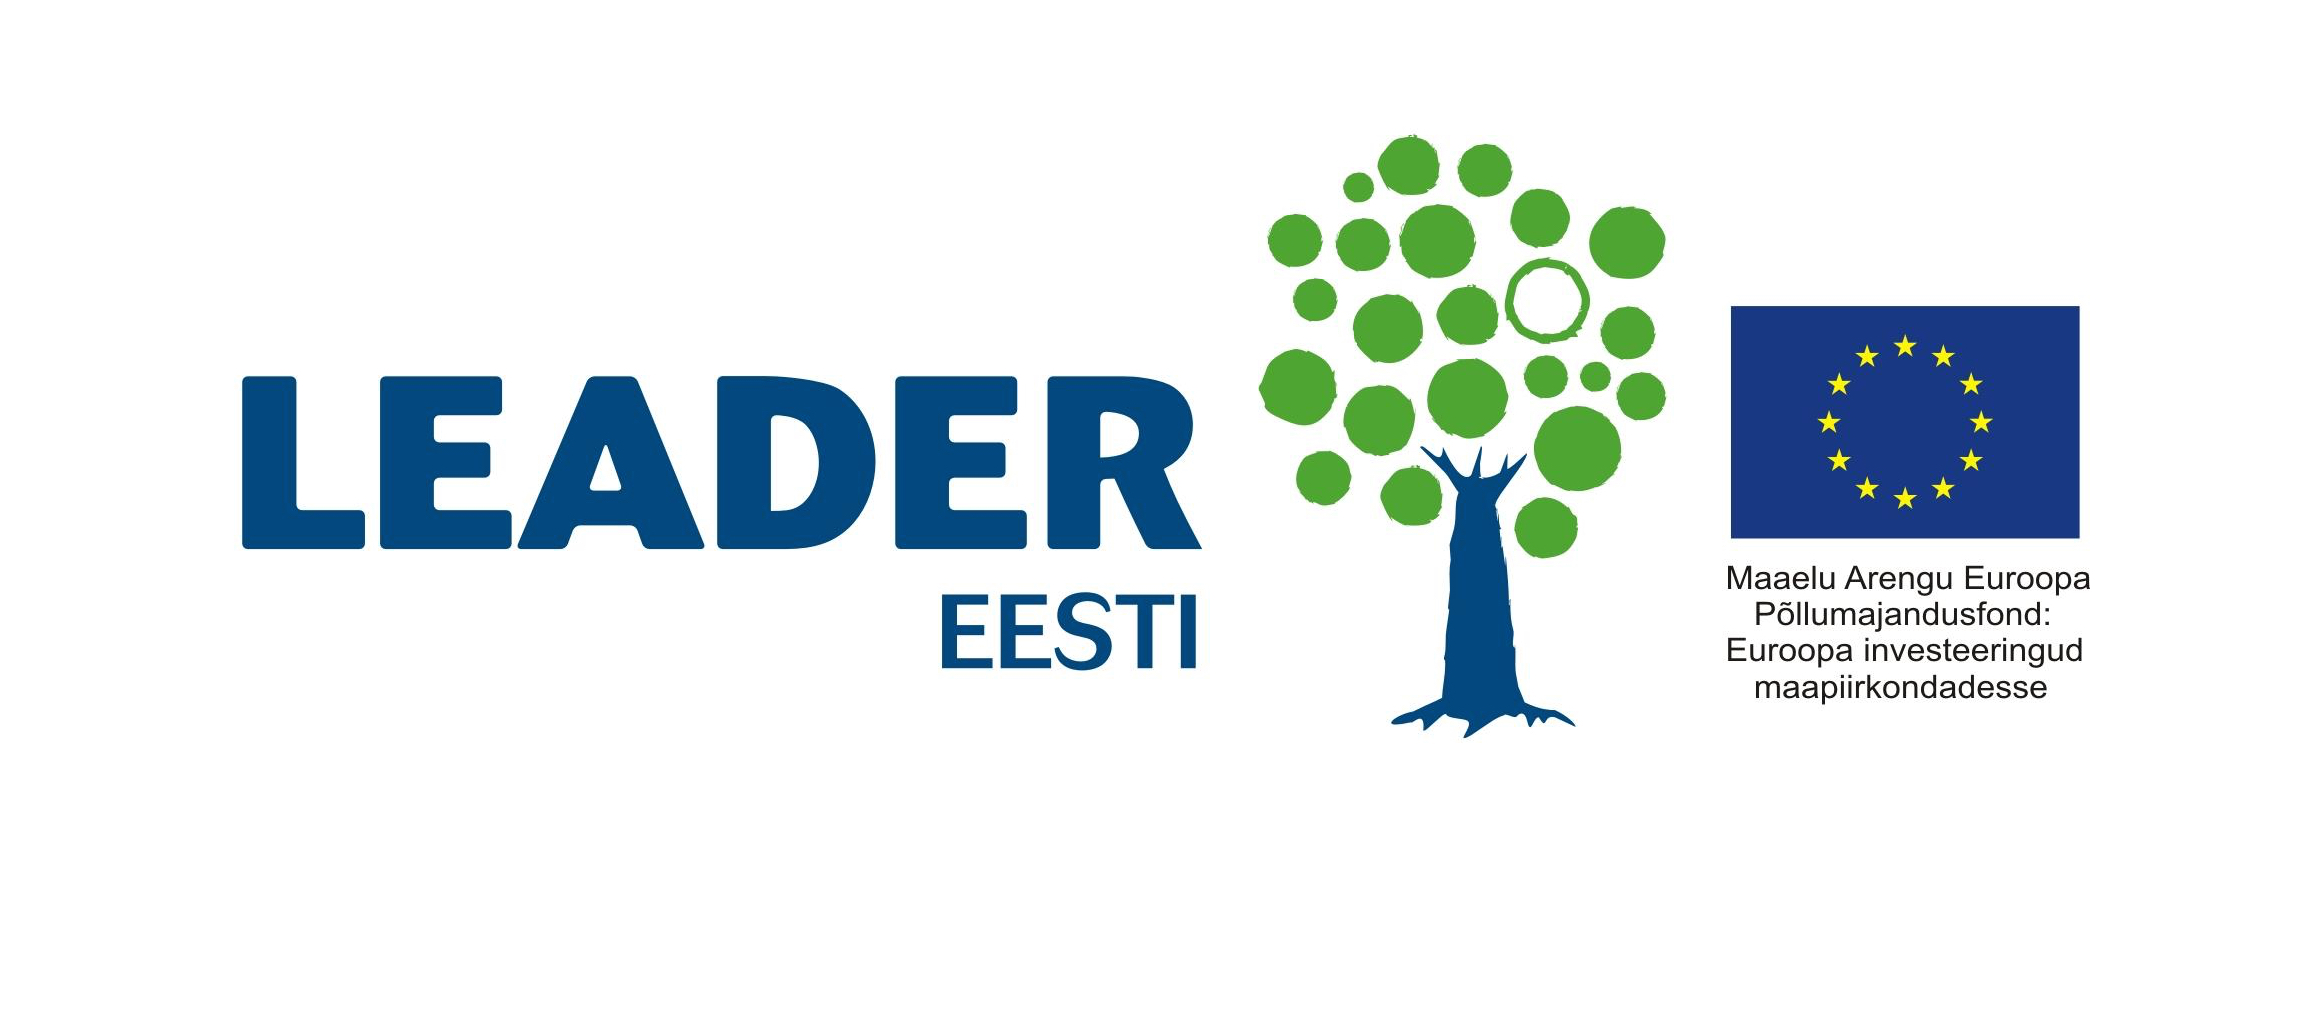 LEADER
EESTI
Maaelu Arengu Euroopa
Põllumajandusfond:
Euroopa investeeringud
maapiirkondadesse